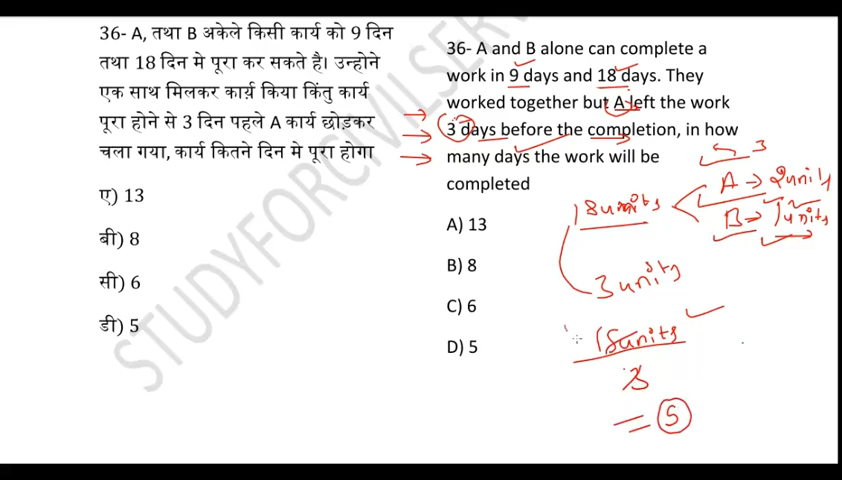 36- A, तथा B अकेले किसी कार्य को 9 दिन
तथा 18 दिन मे पूरा कर सकते है। उन्होने
एक साथ मिलकर कार्य किया किंतु कार्य
पूरा होने से 3 दिन पहले A कार्य छोड़कर
चला गया, कार्य कितने दिन मे पूरा होगा
ए) 13
बी) 8
सी) 6
डी) 5
36- A and B alone can complete a
work in 9 days and 18 days. They
worked together but A left the work
3 days before the completion, in how
many days the work will be
completed
A) 13
B) 8
C) 6
D) 5
3
A → 2units
18units
B → 1units
3units
15units
3
= 5
STUDYFORCIVILSERVI